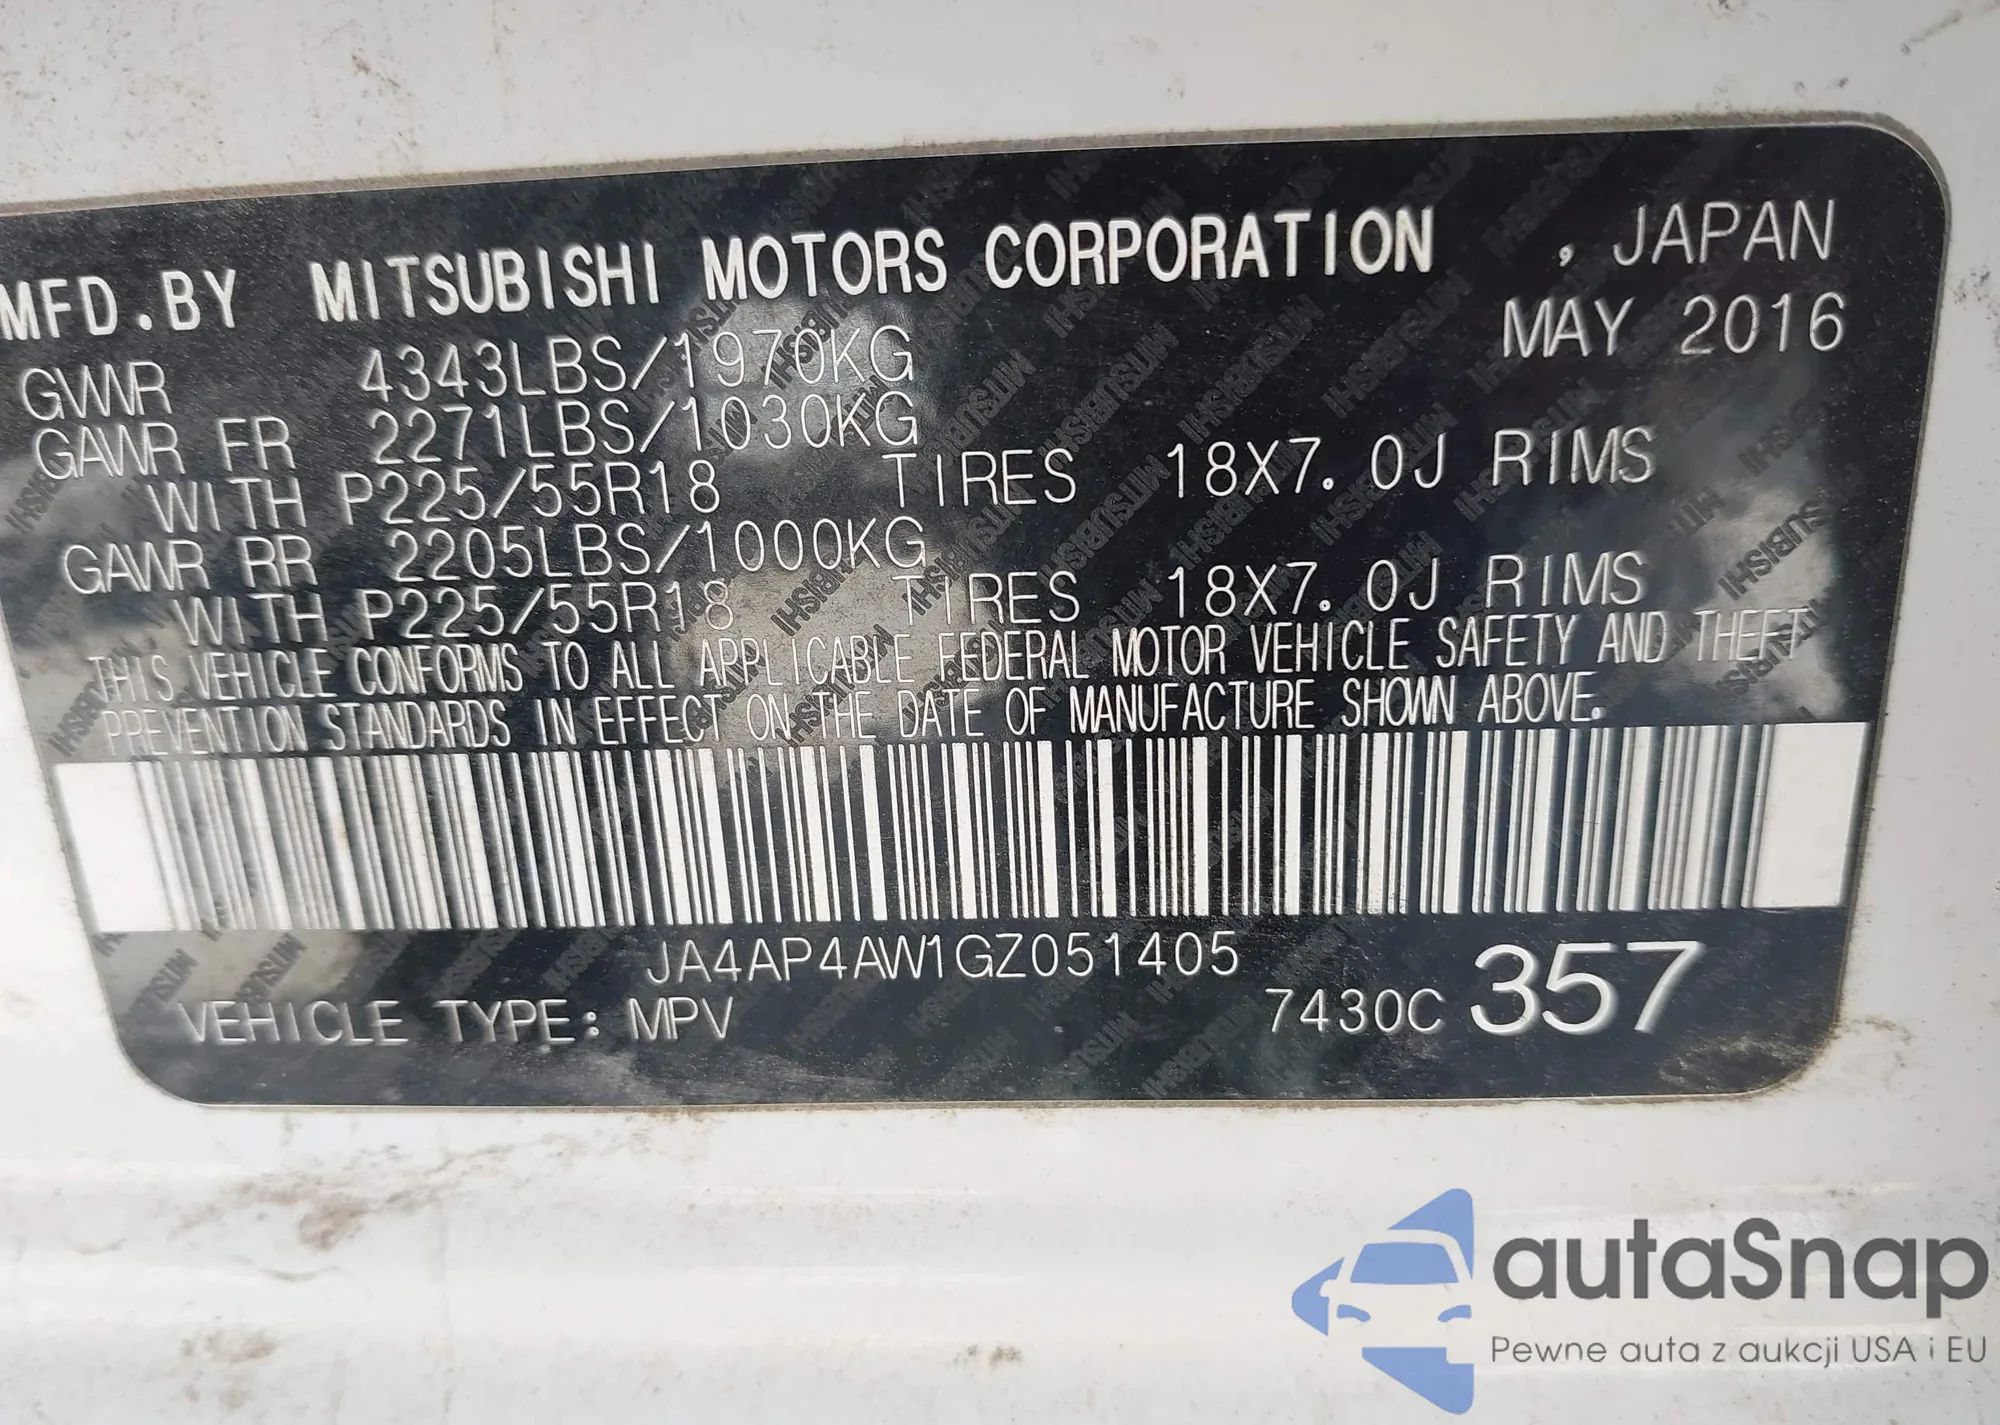 MFD.BY MITSUBISHI MOTORS CORPORATION , JAPAN
MAY 2016
GVWR 4343LBS/1970KG
GAWR FR 2271LBS/1030KG
WITH P225/55R18 TIRES 18X7.0J RIMS
GAWR RR 2205LBS/1000KG
WITH P225/55R18 TIRES 18X7.0J RIMS
THIS VEHICLE CONFORMS TO ALL APPLICABLE FEDERAL MOTOR VEHICLE SAFETY AND THEFT
PREVENTION STANDARDS IN EFFECT ON THE DATE OF MANUFACTURE SHOWN ABOVE.
JA4AP4AW1GZ051405
VEHICLE TYPE: MPV 7430C 357
autoSnap
Pewne auta z aukcji USA i EU